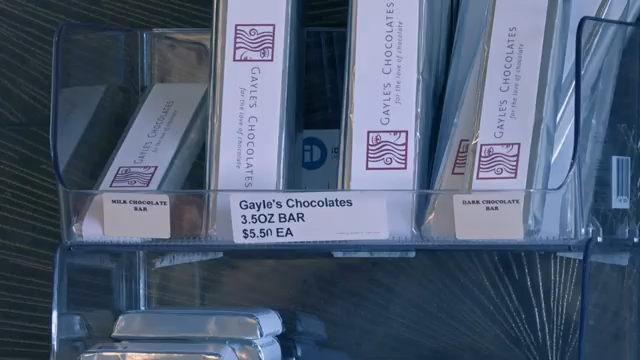 GAYLE'S CHOCOLATES
for the love of chocolate
GAYLE'S CHOCOLATES
for the love of chocolate
GAYLE'S CHOCOLATES
for the love of chocolate
GAYLE'S CHOCOLATES
for the love of chocolate
MILK CHOCOLATE
BAR
Gayle's Chocolates
3.5OZ BAR
$5.50 EA
DARK CHOCOLATE
BAR